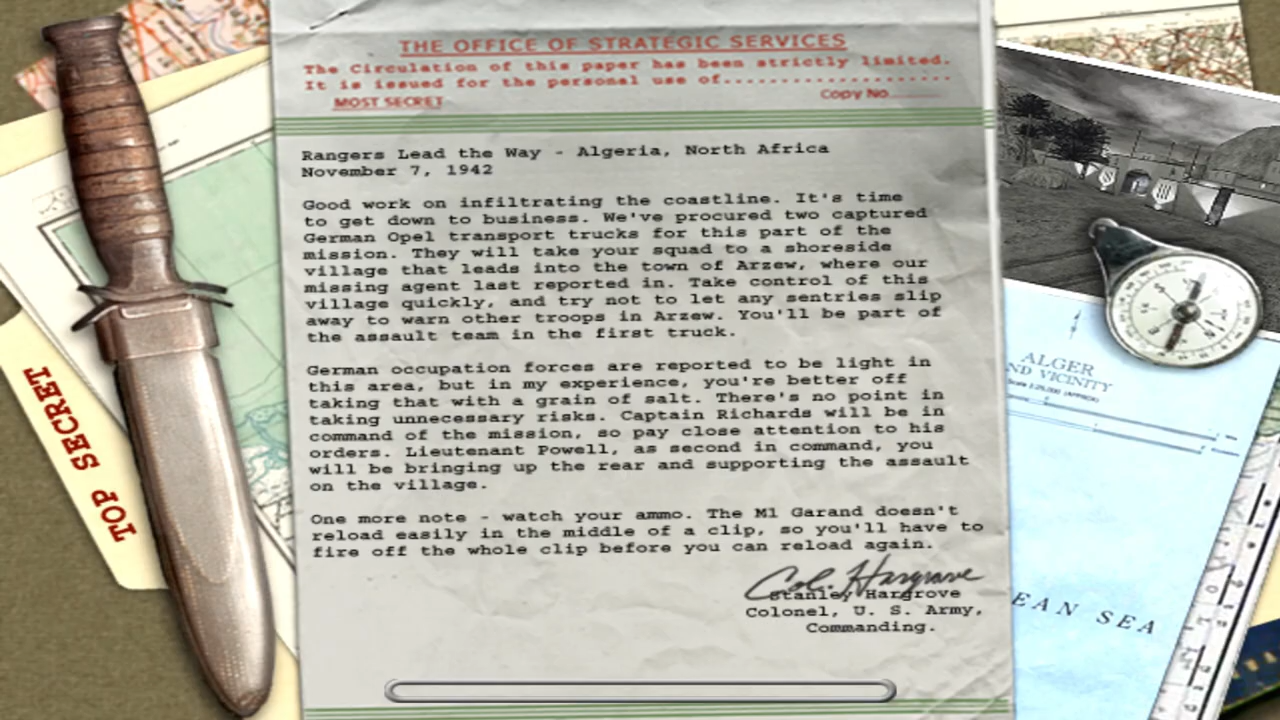 THE OFFICE OF STRATEGIC SERVICES
The Circulation of this paper has been strictly limited.
It is issued for the personal use of......................
MOST SECRET
Copy No..........
Rangers Lead the Way - Algeria, North Africa
November 7, 1942
Good work on infiltrating the coastline. It's time
to get down to business. We've procured two captured
German Opel transport trucks for this part of the
mission. They will take your squad to a shoreside
village that leads into the town of Arzew, where our
missing agent last reported in. Take control of this
village quickly, and try not to let any sentries slip
away to warn other troops in Arzew. You'll be part of
the assault team in the first truck.
German occupation forces are reported to be light in
this area, but in my experience, you're better off
taking that with a grain of salt. There's no point in
taking unnecessary risks. Captain Richards will be in
command of the mission, so pay close attention to his
orders. Lieutenant Powell, as second in command, you
will be bringing up the rear and supporting the assault
on the village.
One more note - watch your ammo. The M1 Garand doesn't
reload easily in the middle of a clip, so you'll have to
fire off the whole clip before you can reload again.
Col. Hargrove
Stanley Hargrove
Colonel, U. S. Army,
Commanding.
TOP SECRET
ALGER
ND VICINITY
EAN SEA